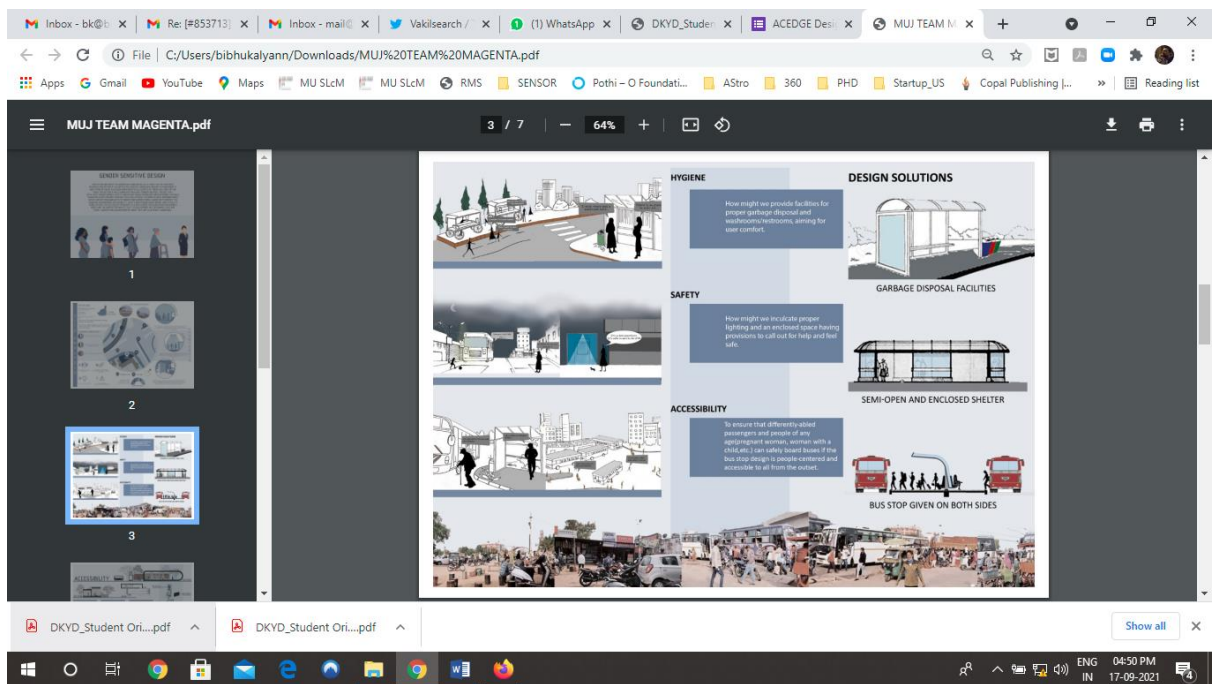 Inbox - bk@b
Re: [#853713]
Inbox - mail@
Vakilsearch /
(1) WhatsApp
DKYD_Studen
ACEDGE Desi
MUJ TEAM M
File | C:/Users/bibhukalyann/Downloads/MUJ%20TEAM%20MAGENTA.pdf
Apps Gmail YouTube Maps MU SLcM MU SLcM RMS SENSOR Pothi – O Foundati... AStro 360 PHD Startup_US Copal Publishing |... » Reading list
MUJ TEAM MAGENTA.pdf
3 / 7 | − 64% +
GENDER SENSITIVE DESIGN
1
2
3
ACCESSIBILITY
HYGIENE
How might we provide facilities for
proper garbage disposal and
washrooms/restrooms, aiming for
user comfort.
SAFETY
How might we inculcate proper
lighting and an enclosed space having
provisions to call out for help and feel
safe.
ACCESSIBILITY
To ensure that differently-abled
passengers and people of any
age(pregnant woman, woman with a
child,etc.) can safely board buses if the
bus stop design is people-centered and
accessible to all from the outset.
DESIGN SOLUTIONS
GARBAGE DISPOSAL FACILITIES
SEMI-OPEN AND ENCLOSED SHELTER
BUS STOP GIVEN ON BOTH SIDES
DKYD_Student Ori....pdf
DKYD_Student Ori....pdf
Show all
ENG
IN
04:50 PM
17-09-2021
4